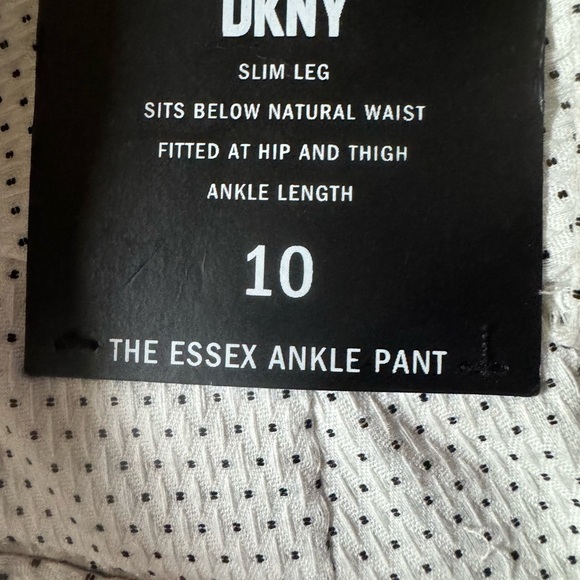 DKNY
SLIM LEG
SITS BELOW NATURAL WAIST
FITTED AT HIP AND THIGH
ANKLE LENGTH
10
THE ESSEX ANKLE PANT